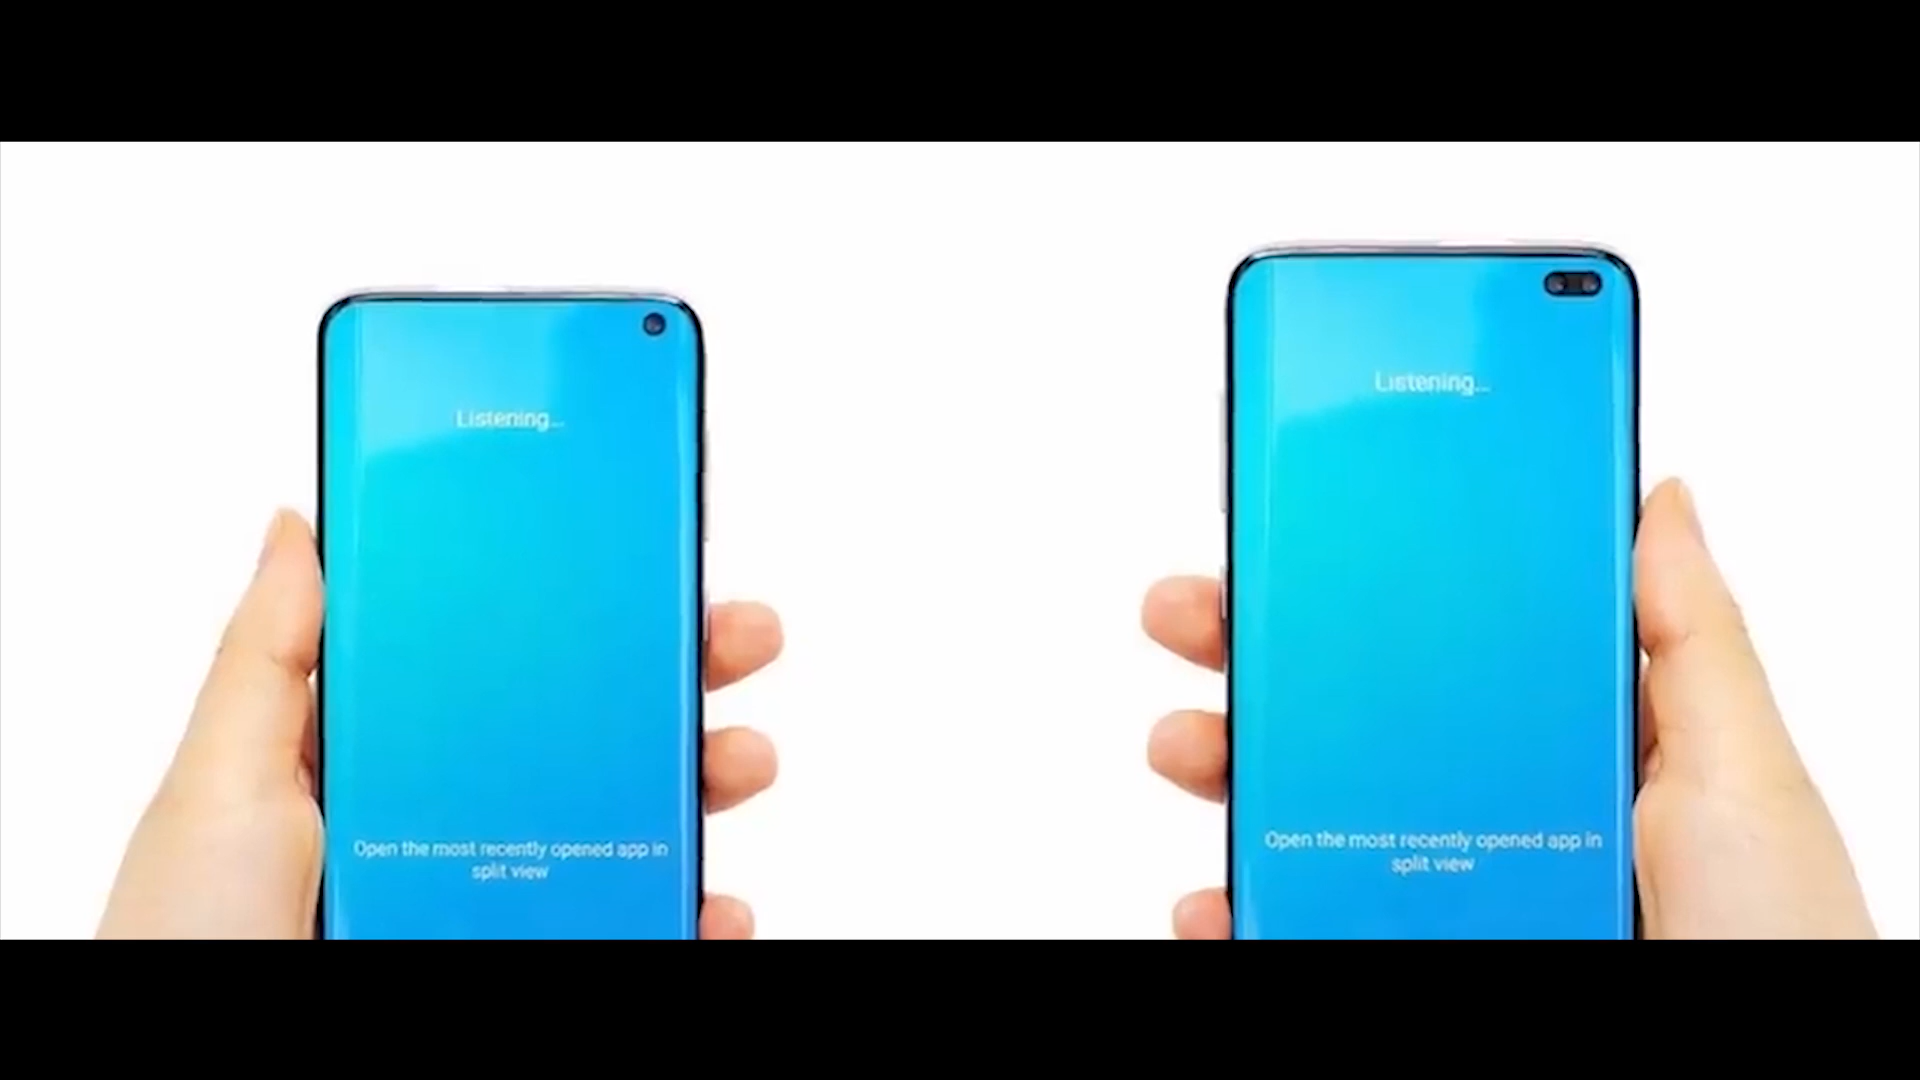 Listening...
Open the most recently opened app in
split view
Listening...
Open the most recently opened app in
split view